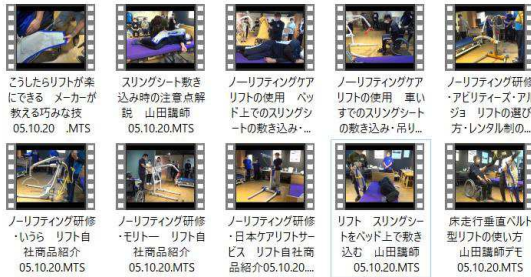 こうしたらリフトが楽
にできる メーカーが
教える巧みな技
05.10.20 .MTS
スリングシート敷き
込み時の注意点解
説 山田講師
05.10.20.MTS
ノーリフティングケア
リフトの使用 ベッ
ド上でのスリングシ
ートの敷き込み・...
ノーリフティングケア
リフトの使用 車い
すでのスリングシート
の敷き込み・吊り...
ノーリフティング研修
・アビリティーズ・アル
ジョ リフトの選び
方・レンタル制の...
ノーリフティング研修
・いうら リフト自
社商品紹介
05.10.20.MTS
ノーリフティング研修
・モリトー リフト自
社商品紹介
05.10.20.MTS
ノーリフティング研修
・日本ケアリフトサー
ビス リフト自社商
品紹介05.10.20....
リフト スリングシー
トをベッド上で敷き
込む 山田講師
05.10.20.MTS
床走行垂直ベルト
型リフトの使い方
山田講師デモ
05.10.20.MTS